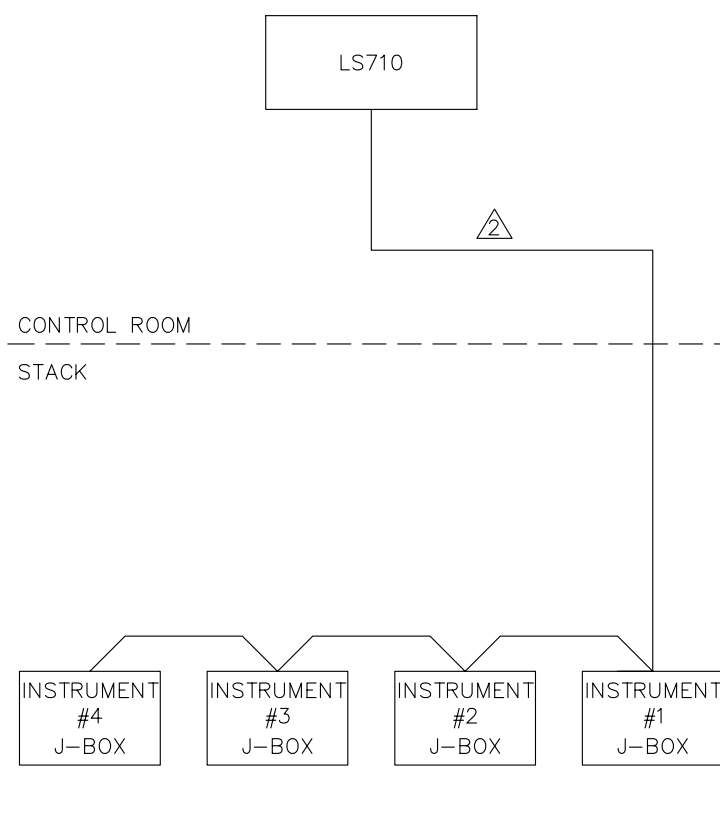 LS710
2
CONTROL ROOM
STACK
INSTRUMENT
#4
J-BOX
INSTRUMENT
#3
J-BOX
INSTRUMENT
#2
J-BOX
INSTRUMENT
#1
J-BOX